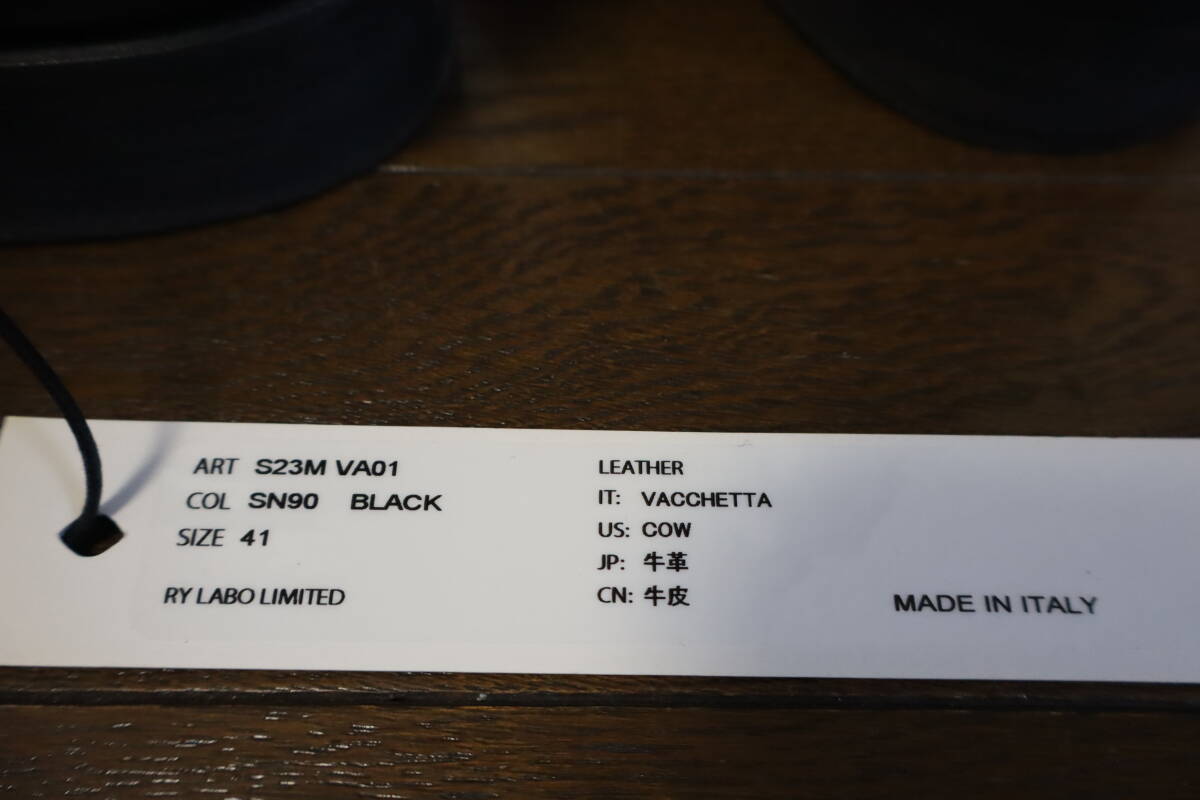 ART S23M VA01
COL SN90 BLACK
SIZE 41
RY LABO LIMITED
LEATHER
IT: VACCHETTA
US: COW
JP: 牛革
CN: 牛皮
MADE IN ITALY